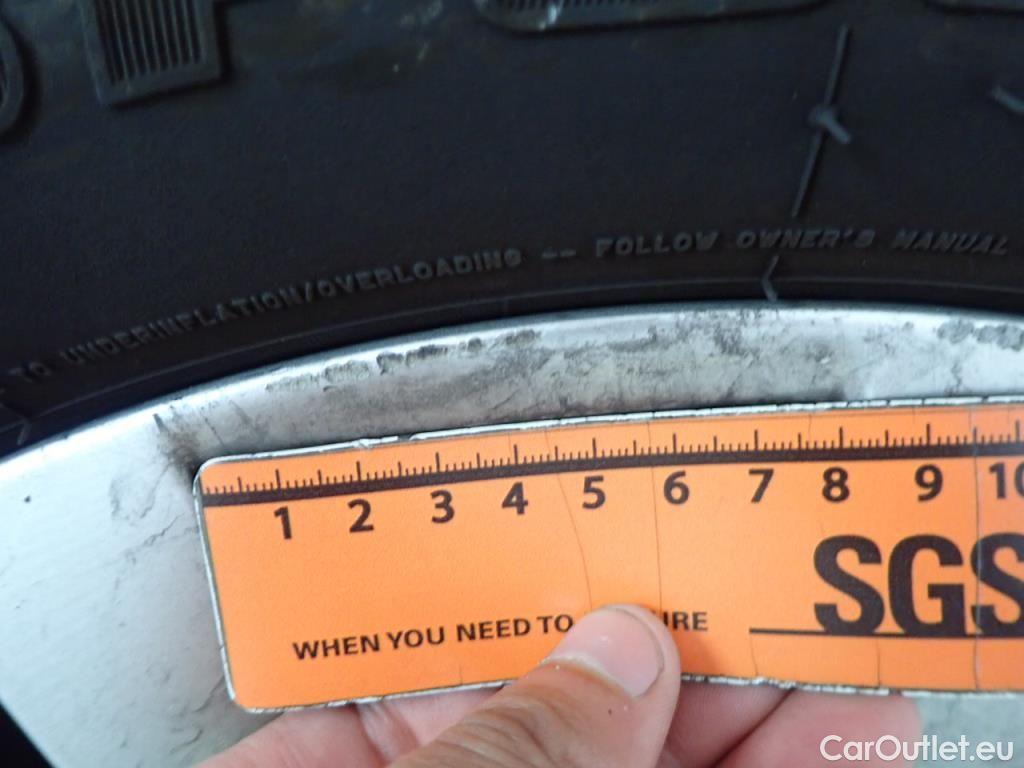 TO UNDERINFLATION/OVERLOADING -- FOLLOW OWNER'S MANUAL
1 2 3 4 5 6 7 8 9 10
SGS
WHEN YOU NEED TO
CarOutlet.eu